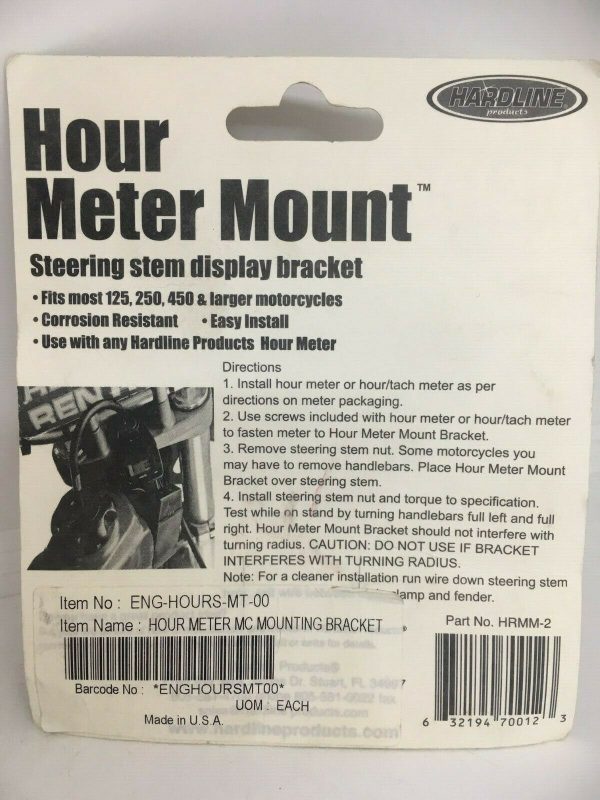 HARDLINE
products
Hour
Meter Mount™
Steering stem display bracket
• Fits most 125, 250, 450 & larger motorcycles
• Corrosion Resistant • Easy Install
• Use with any Hardline Products Hour Meter
Directions
1. Install hour meter or hour/tach meter as per
directions on meter packaging.
2. Use screws included with hour meter or hour/tach meter
to fasten meter to Hour Meter Mount Bracket.
3. Remove steering stem nut. Some motorcycles you
may have to remove handlebars. Place Hour Meter Mount
Bracket over steering stem.
4. Install steering stem nut and torque to specification.
Test while on stand by turning handlebars full left and full
right. Hour Meter Mount Bracket should not interfere with
turning radius. CAUTION: DO NOT USE IF BRACKET
INTERFERES WITH TURNING RADIUS.
Note: For a cleaner installation run wire down steering stem
and fender.
Item No : ENG-HOURS-MT-00
Item Name : HOUR METER MC MOUNTING BRACKET
Barcode No : *ENGHOURSMT00*
UOM : EACH
Made in U.S.A.
Products®
Dr. Stuart, FL
www.hardlineproducts.com
Part No. HRMM-2
6 32194 70012 3